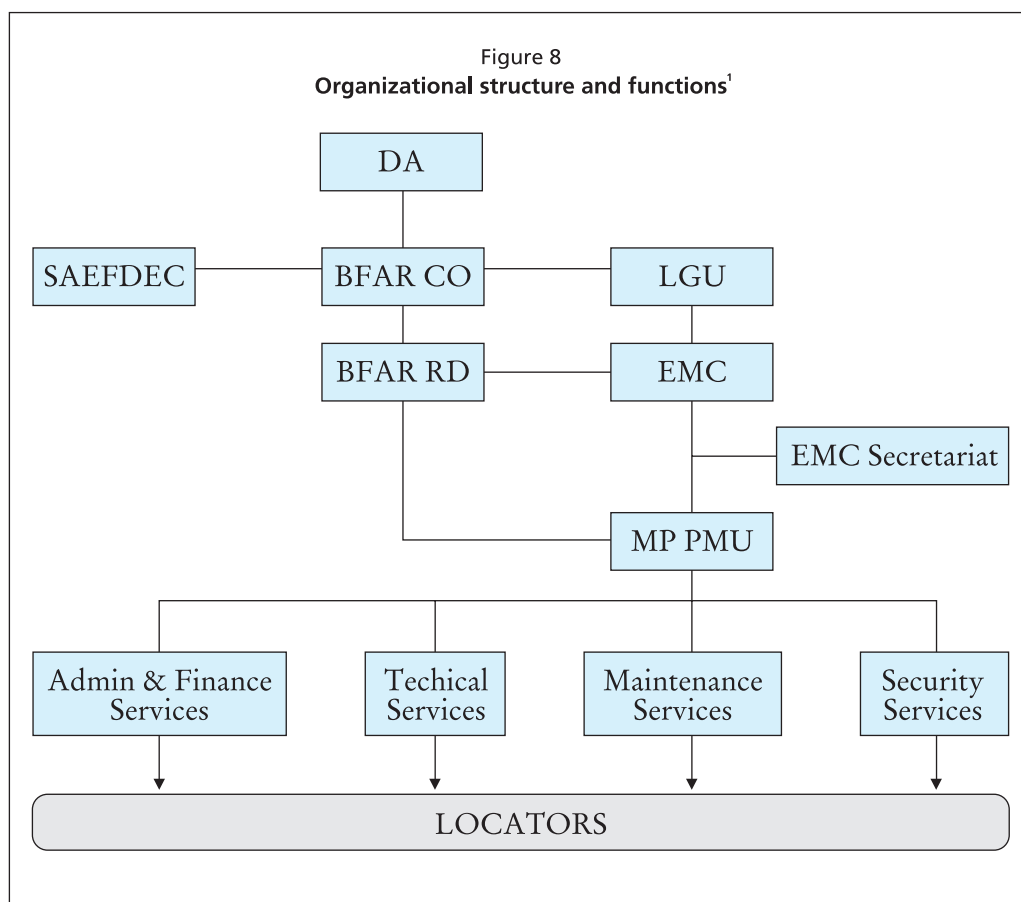 Figure 8
Organizational structure and functions¹
DA
SAEFDEC
BFAR CO
LGU
BFAR RD
EMC
EMC Secretariat
MP PMU
Admin & Finance
Services
Techical
Services
Maintenance
Services
Security
Services
LOCATORS